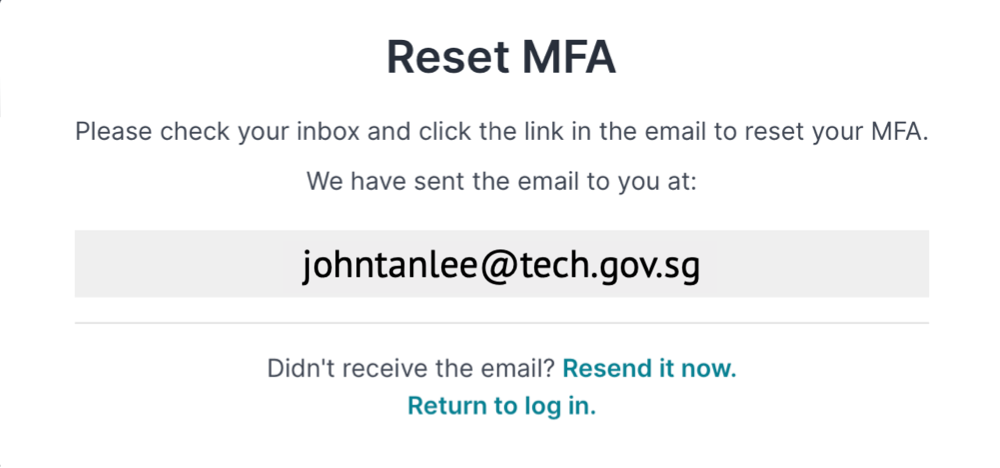 Reset MFA
Please check your inbox and click the link in the email to reset your MFA.
We have sent the email to you at:
johntanlee@tech.gov.sg
Didn't receive the email? Resend it now.
Return to log in.